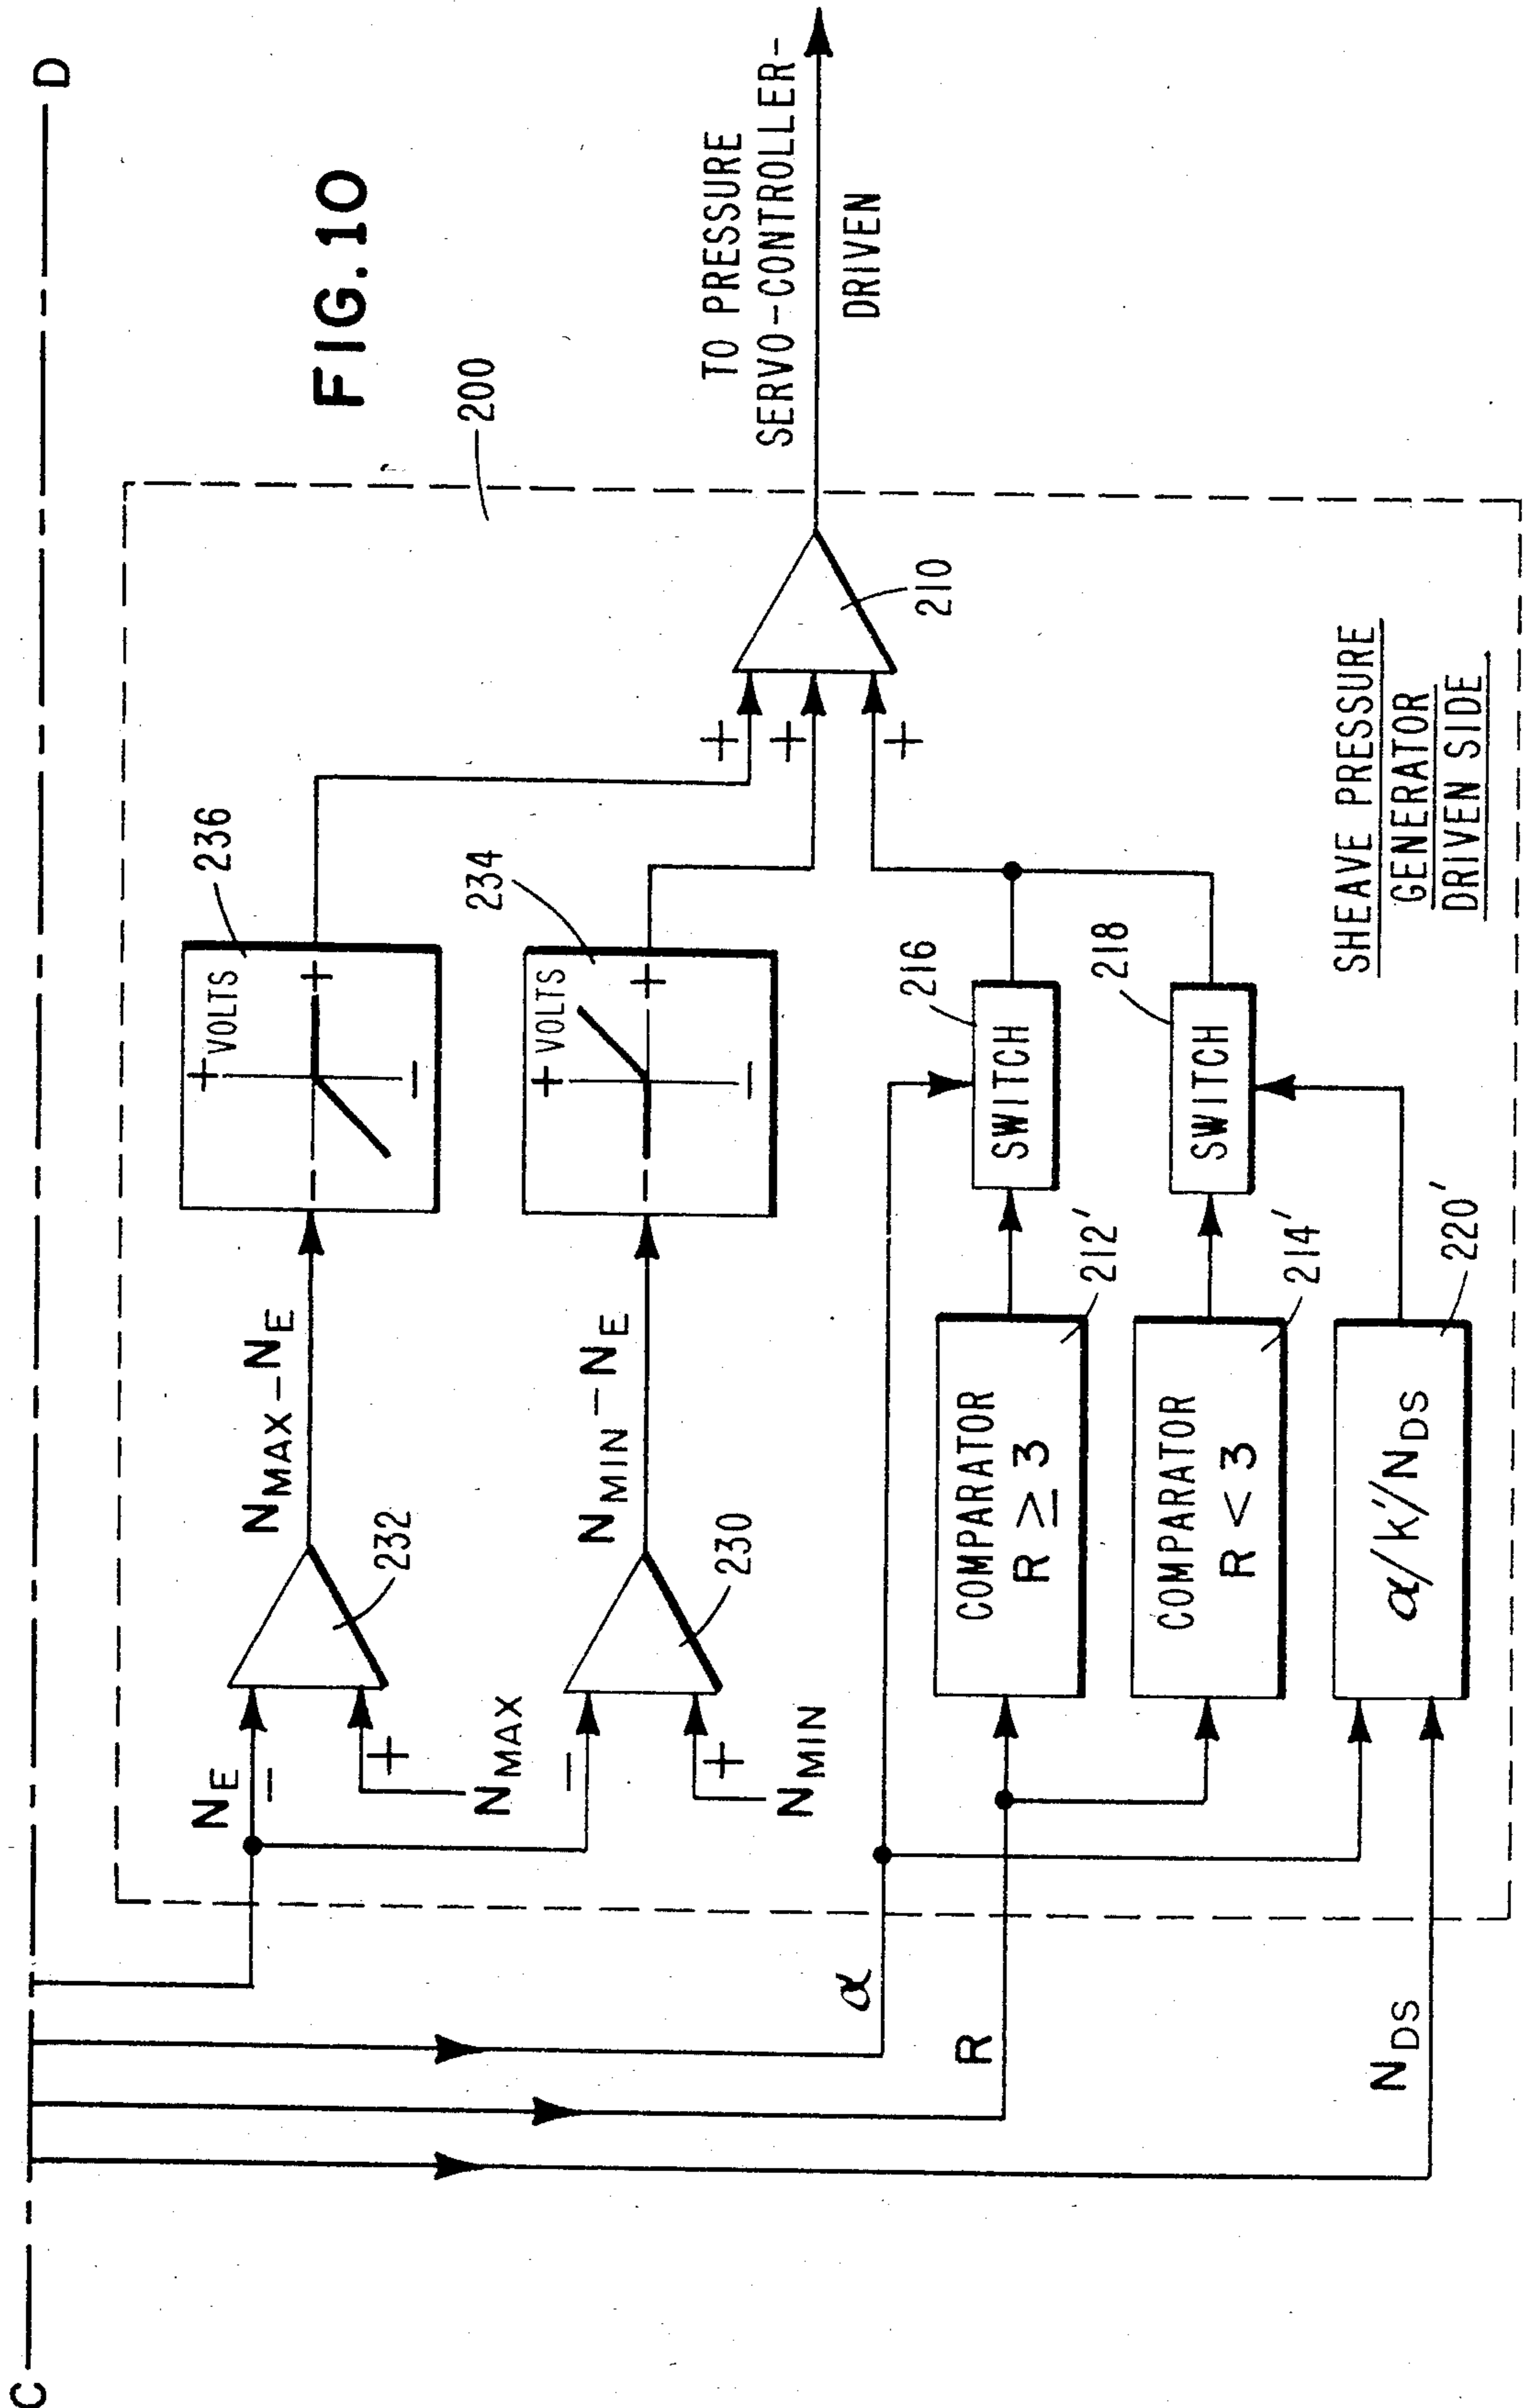 C
D
FIG.10
200
TO PRESSURE
SERVO-CONTROLLER-
DRIVEN
N_E
−
+
N_MAX
232
N_MAX−N_E
+ VOLTS
− +
−
236
−
+
N_MIN
230
N_MIN−N_E
+ VOLTS
− +
−
234
+
+
+
210
α
R
N_DS
COMPARATOR
R ≥ 3
212'
SWITCH
216
COMPARATOR
R < 3
214'
SWITCH
218
α/k'/N_DS
220'
SHEAVE PRESSURE
GENERATOR
DRIVEN SIDE